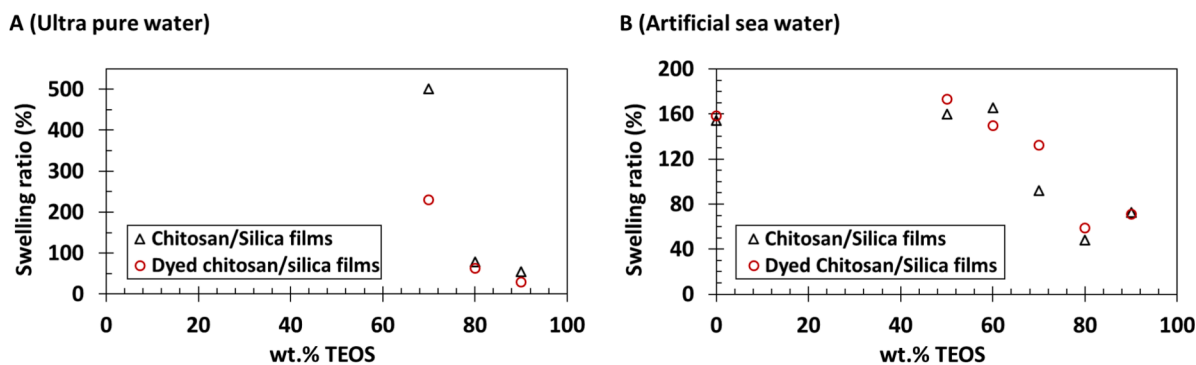 A (Ultra pure water)
500
400
300
200
100
0
Swelling ratio (%)
Chitosan/Silica films
Dyed chitosan/silica films
0 20 40 60 80 100
wt.% TEOS
B (Artificial sea water)
200
160
120
80
40
0
Swelling ratio (%)
Chitosan/Silica films
Dyed Chitosan/Silica films
0 20 40 60 80 100
wt.% TEOS